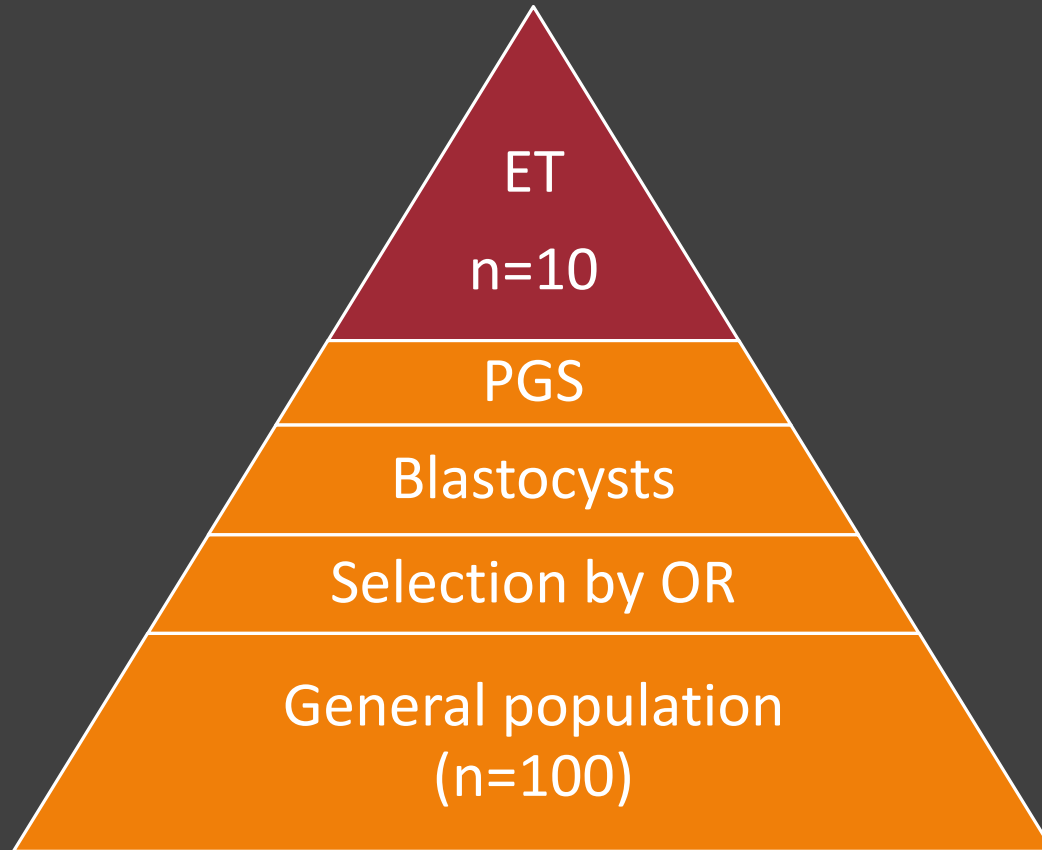 ET
n=10
PGS
Blastocysts
Selection by OR
General population
(n=100)